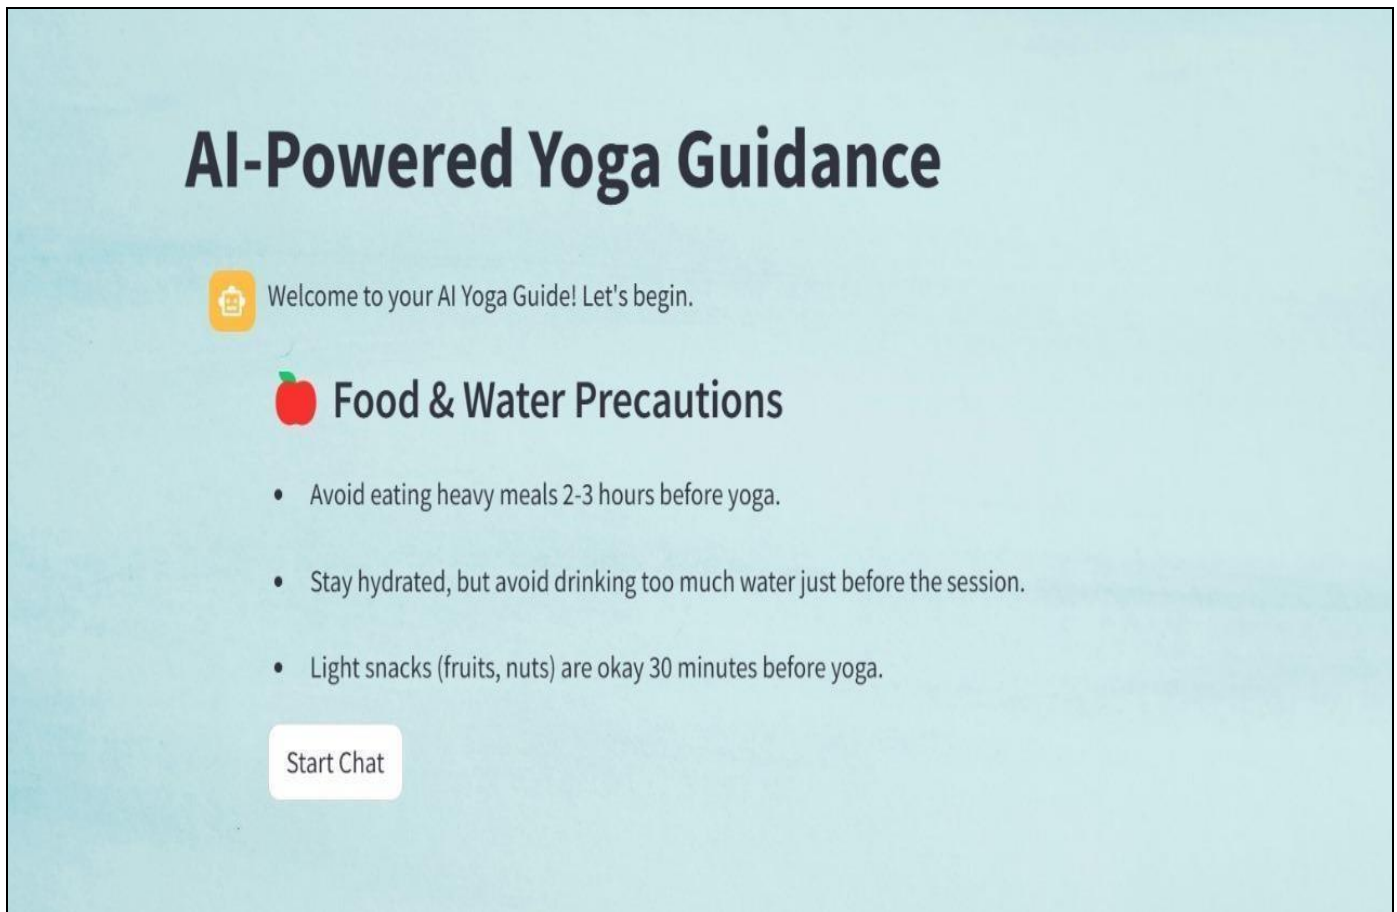 AI-Powered Yoga Guidance
Welcome to your AI Yoga Guide! Let's begin.
Food & Water Precautions
• Avoid eating heavy meals 2-3 hours before yoga.
• Stay hydrated, but avoid drinking too much water just before the session.
• Light snacks (fruits, nuts) are okay 30 minutes before yoga.
Start Chat